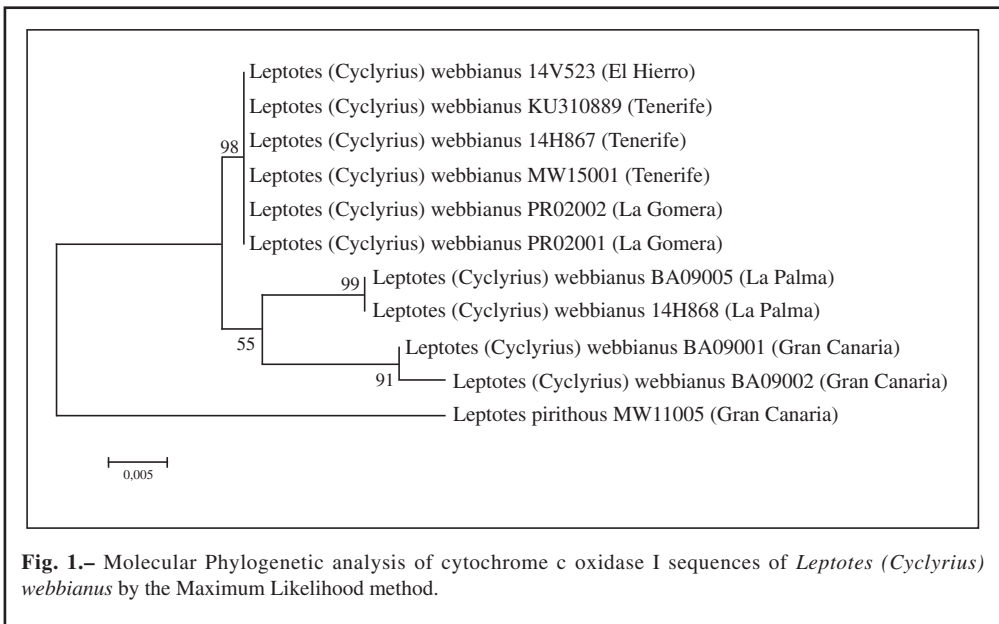 Leptotes (Cyclyrius) webbianus 14V523 (El Hierro)
Leptotes (Cyclyrius) webbianus KU310889 (Tenerife)
98
Leptotes (Cyclyrius) webbianus 14H867 (Tenerife)
Leptotes (Cyclyrius) webbianus MW15001 (Tenerife)
Leptotes (Cyclyrius) webbianus PR02002 (La Gomera)
Leptotes (Cyclyrius) webbianus PR02001 (La Gomera)
99
Leptotes (Cyclyrius) webbianus BA09005 (La Palma)
Leptotes (Cyclyrius) webbianus 14H868 (La Palma)
55
Leptotes (Cyclyrius) webbianus BA09001 (Gran Canaria)
91
Leptotes (Cyclyrius) webbianus BA09002 (Gran Canaria)
Leptotes pirithous MW11005 (Gran Canaria)
0,005
Fig. 1.– Molecular Phylogenetic analysis of cytochrome c oxidase I sequences of Leptotes (Cyclyrius)
webbianus by the Maximum Likelihood method.